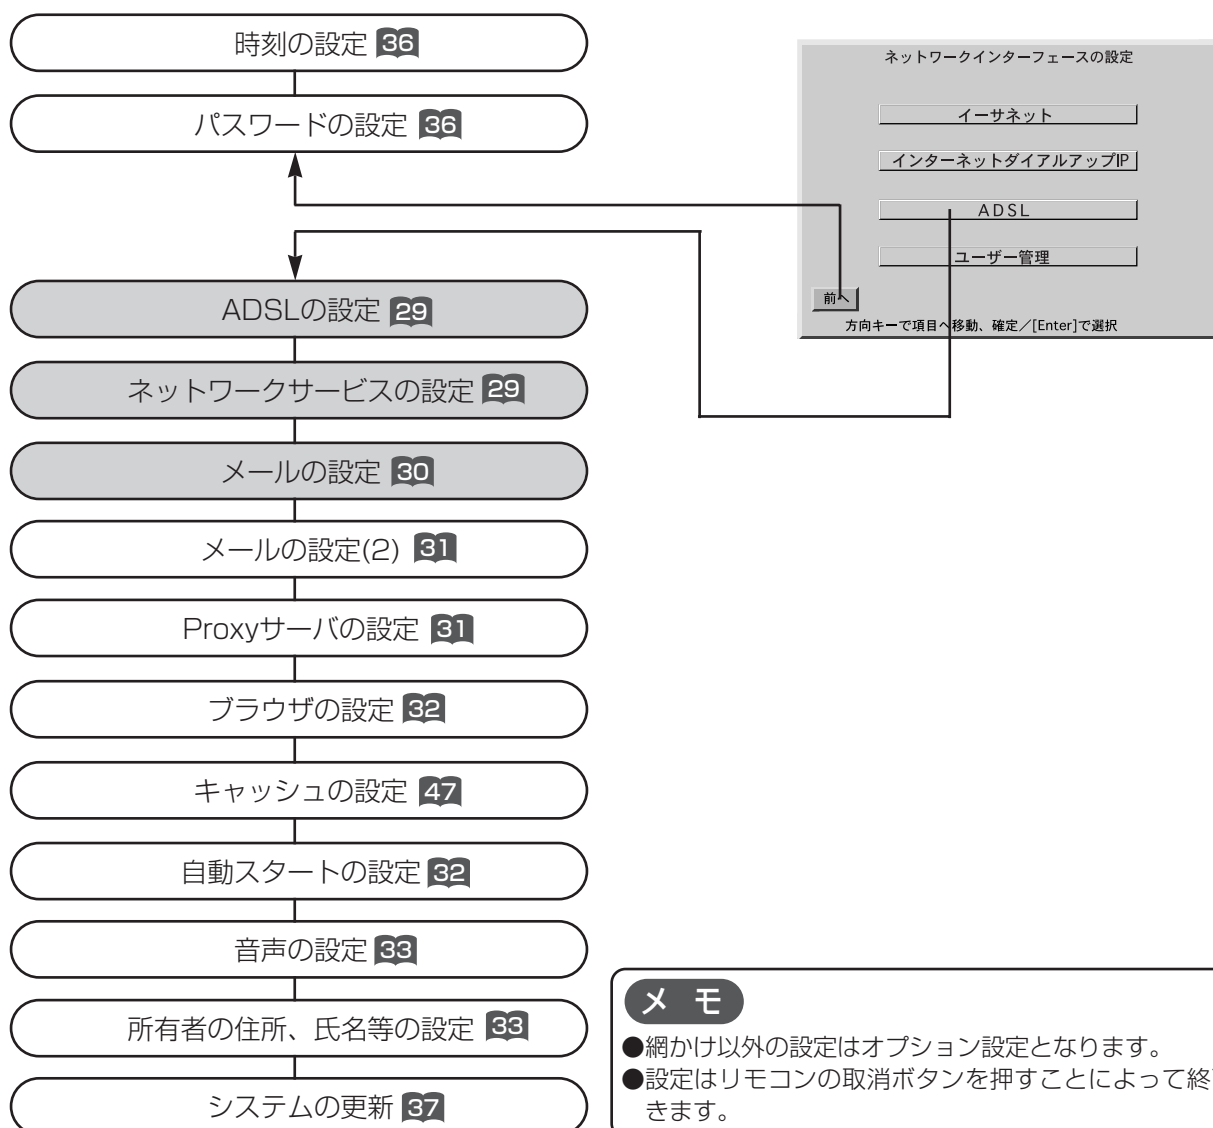 時刻の設定 36
パスワードの設定 36
ネットワークインターフェースの設定
イーサネット
インターネットダイアルアップIP
ADSL
ユーザー管理
前へ
方向キーで項目へ移動、確定／[Enter]で選択
ADSLの設定 29
ネットワークサービスの設定 29
メールの設定 30
メールの設定(2) 31
Proxyサーバの設定 31
ブラウザの設定 32
キャッシュの設定 47
自動スタートの設定 32
音声の設定 33
所有者の住所、氏名等の設定 33
システムの更新 37
メ モ
●網かけ以外の設定はオプション設定となります。
●設定はリモコンの取消ボタンを押すことによって終
きます。